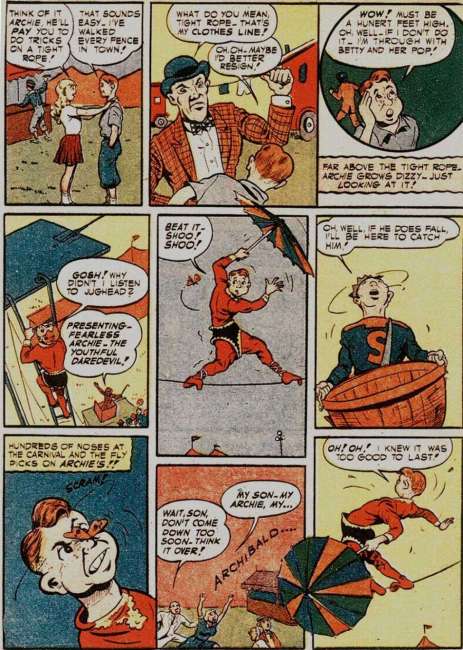 THINK OF IT
ARCHIE, HE'LL
PAY YOU TO
DO TRICKS
ON A TIGHT
ROPE!
THAT SOUNDS
EASY- I'VE
WALKED
EVERY FENCE
IN TOWN!
WHAT DO YOU MEAN,
TIGHT ROPE- THAT'S
MY CLOTHES LINE!
OH, OH- MAYBE
I'D BETTER
RESIGN!
WOW! MUST BE
A HUNERT FEET HIGH.
OH, WELL-IF I DON'T DO
IT- I'M THROUGH WITH
BETTY AND HER POP!
FAR ABOVE THE TIGHT ROPE-
ARCHIE GROWS DIZZY- JUST
LOOKING AT IT!
GOSH! WHY
DIDN'T I LISTEN
TO JUGHEAD?
PRESENTING-
FEARLESS
ARCHIE-THE
YOUTHFUL
DAREDEVIL!
BEAT IT-
SHOO!
SHOO!
OH, WELL, IF HE DOES FALL,
I'LL BE HERE TO CATCH
HIM!
S
HUNDREDS OF NOSES AT
THE CARNIVAL AND THE FLY
PICKS ON ARCHIE'S!!
SCRAM!
WAIT, SON,
DON'T COME
DOWN TOO
SOON-THINK
IT OVER!
MY SON-MY
ARCHIE, MY...
ARCHIBALD....
OH! OH! I KNEW IT WAS
TOO GOOD TO LAST!